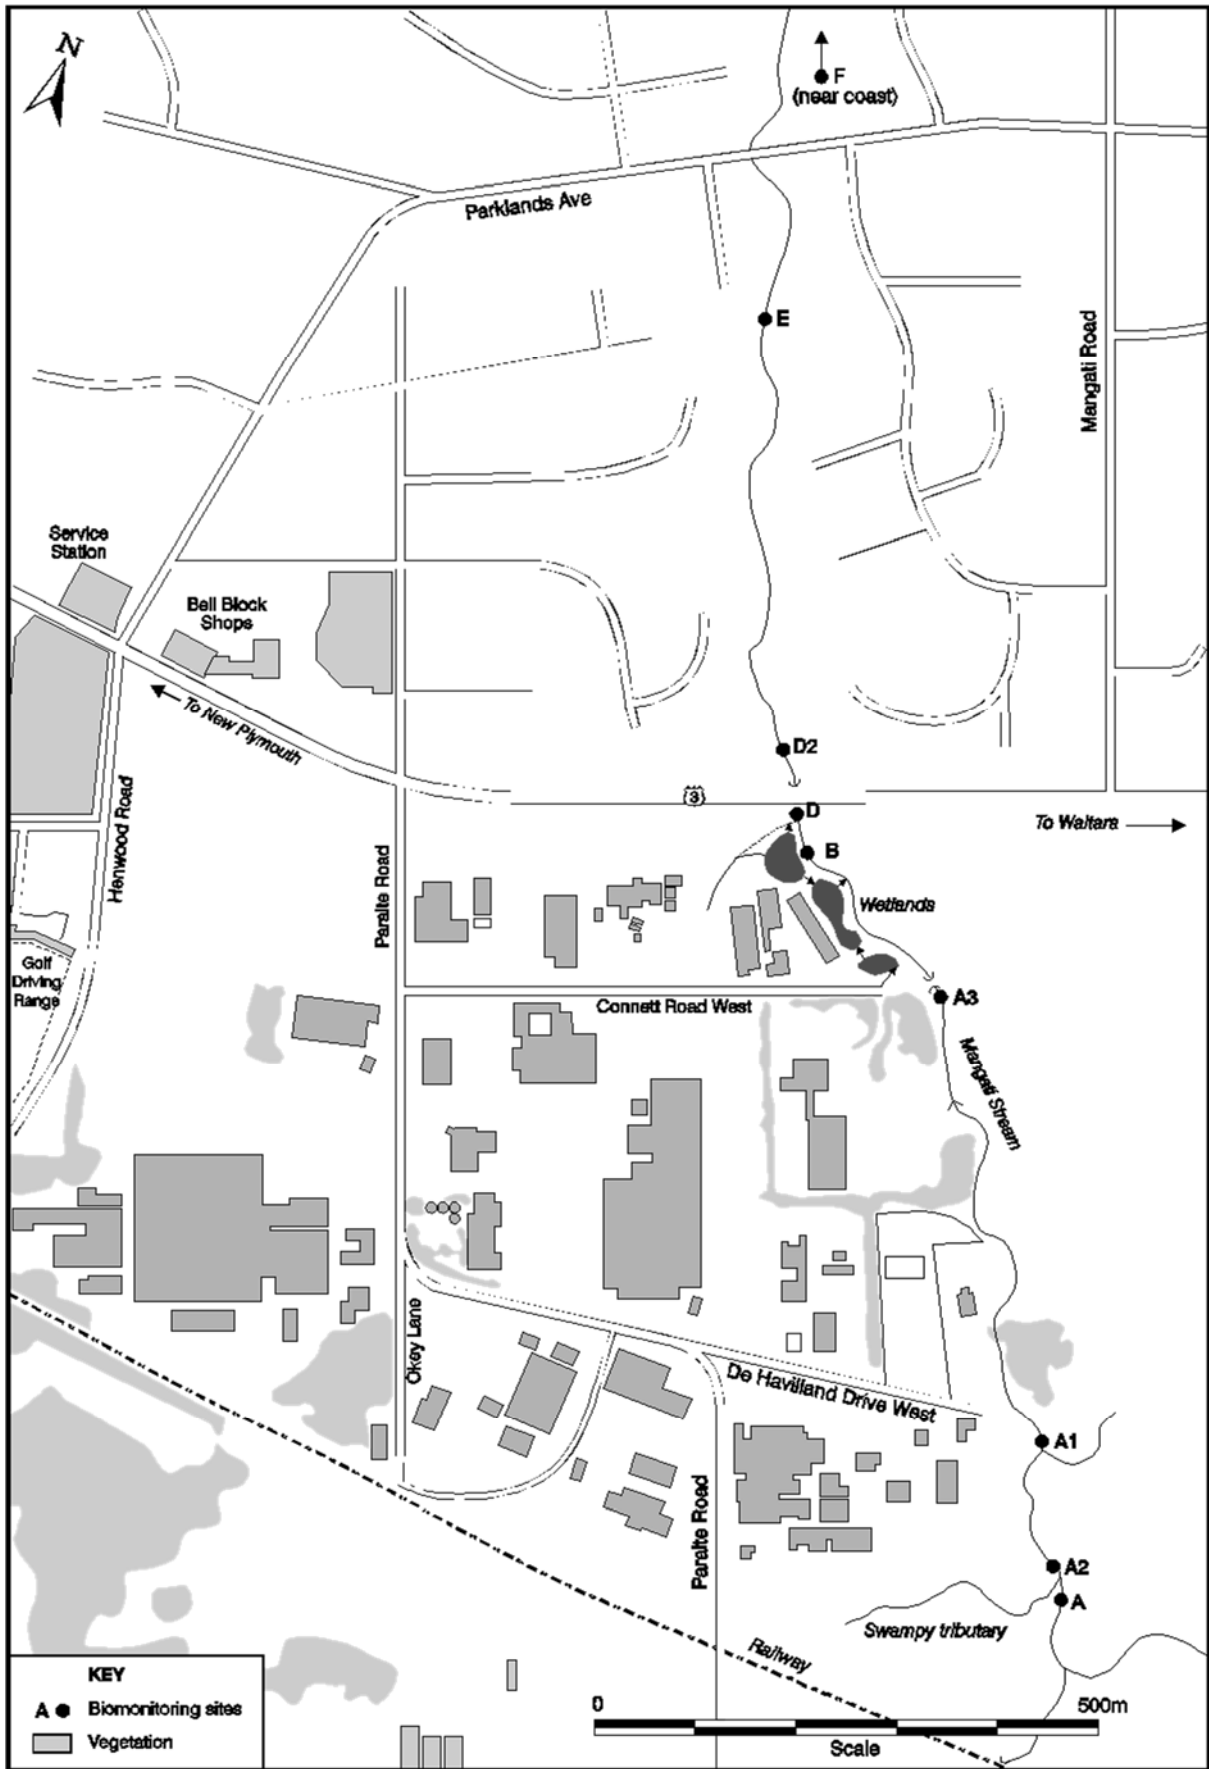 N
F
(near coast)
Parklands Ave
E
Mangati Road
Service
Station
Bell Block
Shops
To New Plymouth
D2
3
D
To Waitara
Henwood Road
Paraite Road
B
Wetlands
Golf
Driving
Range
Connett Road West
A3
Mangati Stream
Okey Lane
De Havilland Drive West
A1
Paraite Road
A2
A
Swampy tributary
Railway
KEY
A Biomonitoring sites
Vegetation
0 500m
Scale